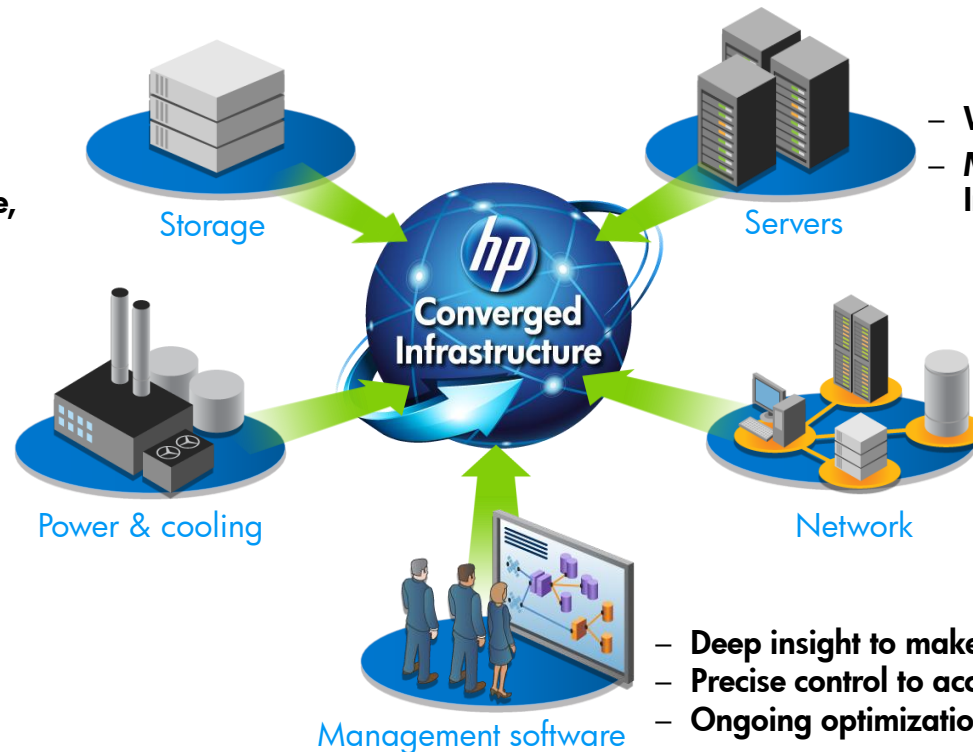 – V
– M
I
e,
Storage
Servers
hp
Converged
Infrastructure
Power & cooling
Network
– Deep insight to make
– Precise control to acc
– Ongoing optimizatio
Management software